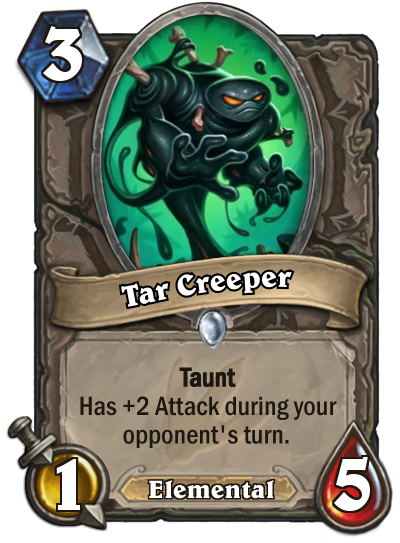 3
Tar Creeper
Taunt
Has +2 Attack during your
opponent's turn.
1
Elemental
5